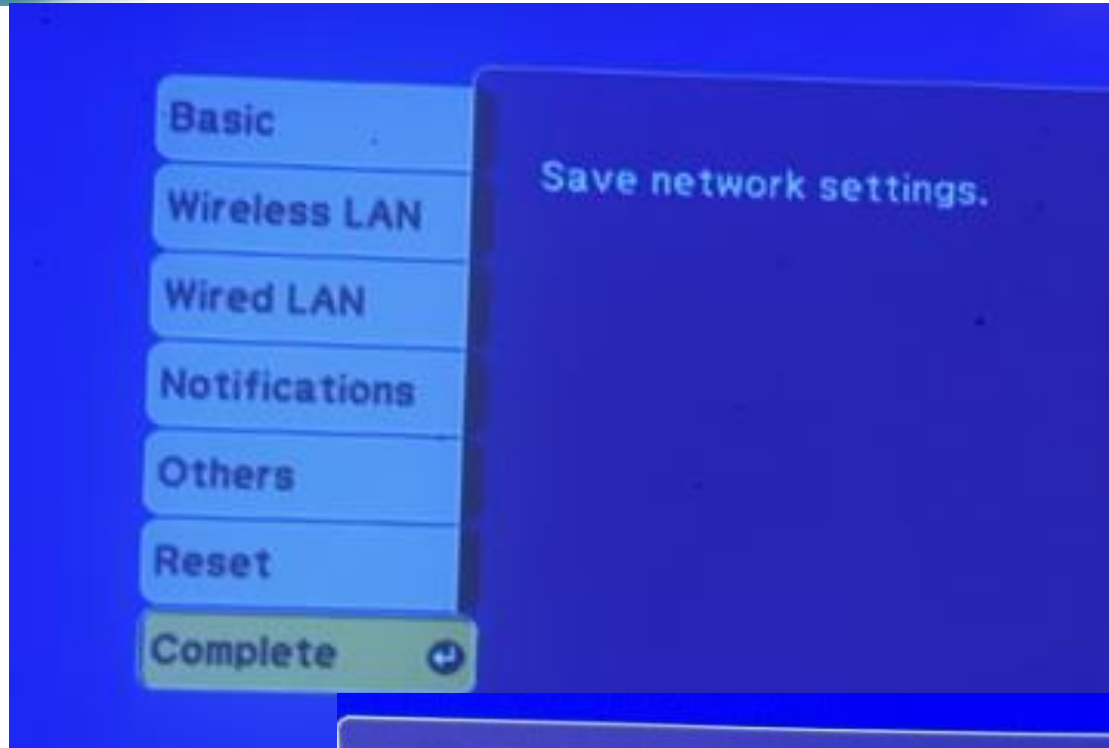 Basic
Wireless LAN
Wired LAN
Notifications
Others
Reset
Complete
Save network settings.